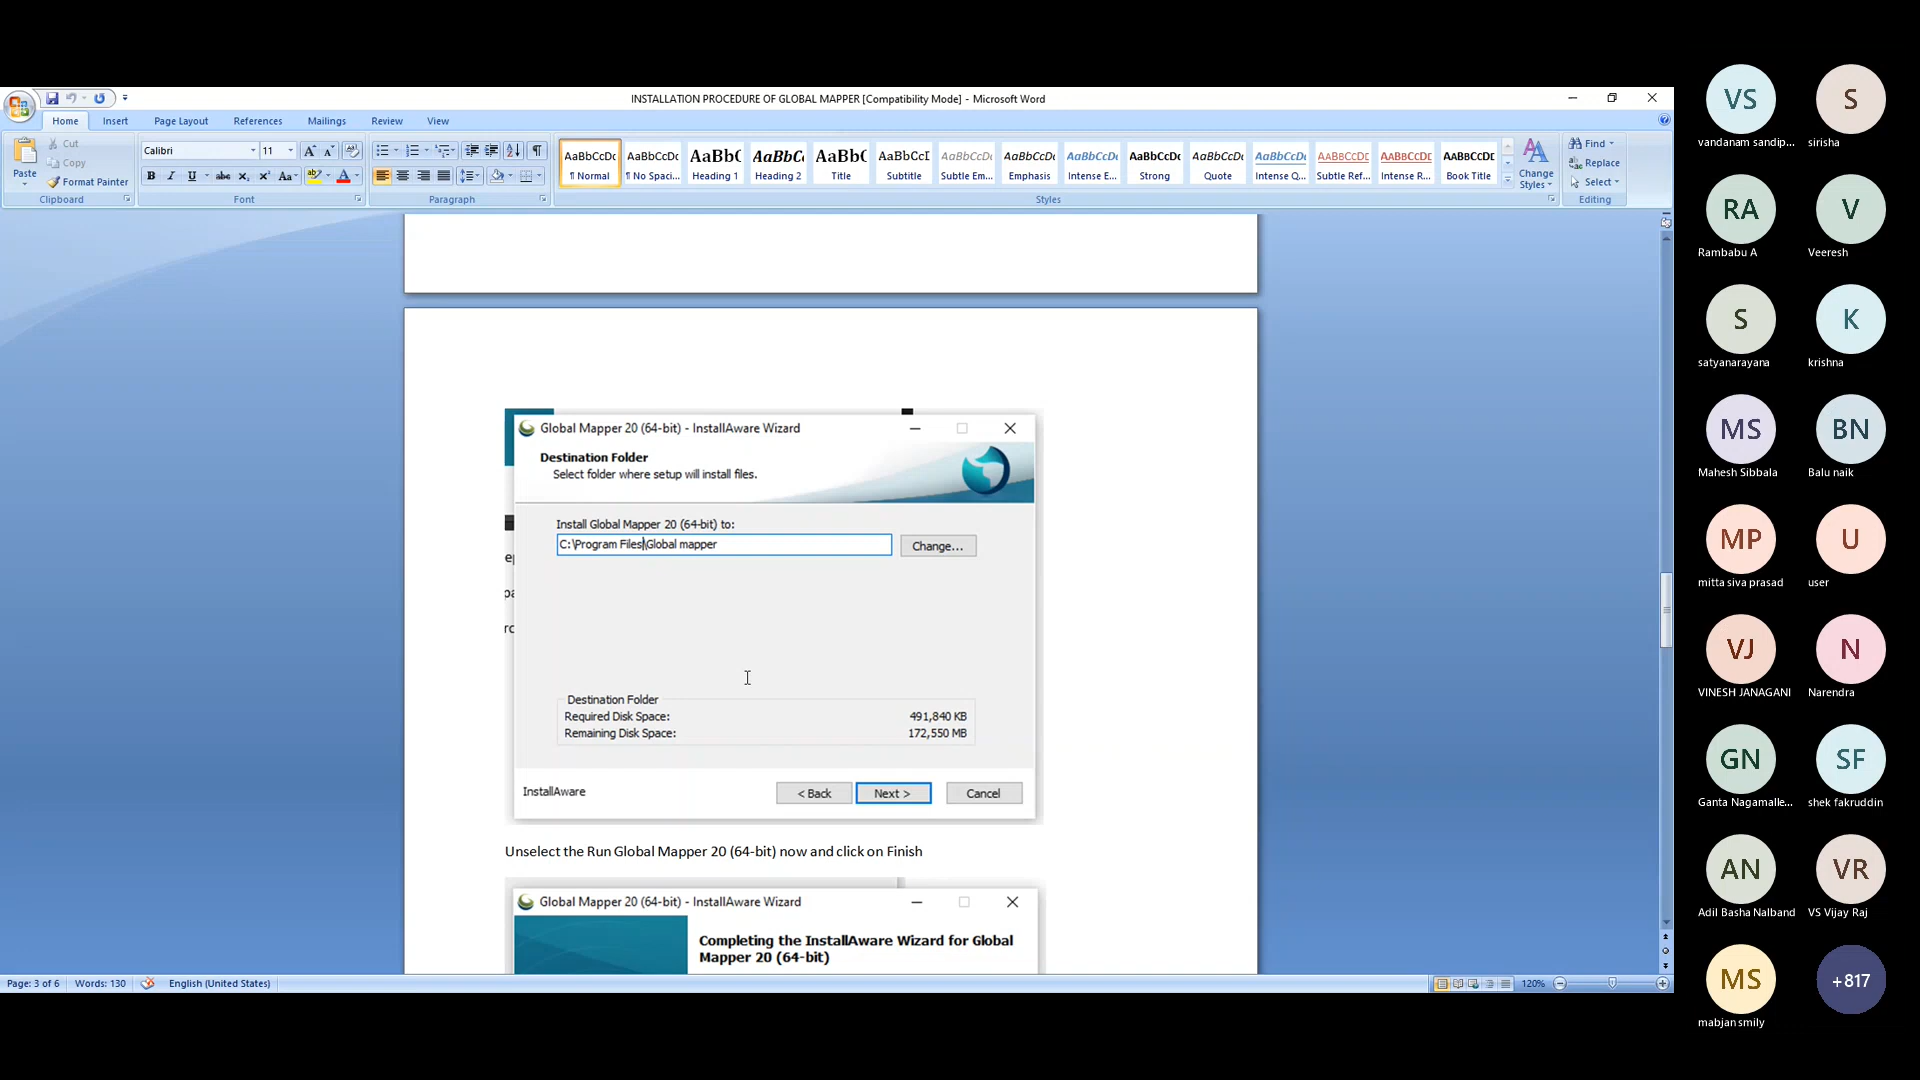 INSTALLATION PROCEDURE OF GLOBAL MAPPER [Compatibility Mode] - Microsoft Word
Home Insert Page Layout References Mailings Review View
Paste
Cut
Copy
Format Painter
Clipboard
Calibri 11
Font
Paragraph
AaBbCcDc AaBbCcDc AaBbC AaBbCc AaBbC AaBbCcI AaBbCcDc AaBbCcDc AaBbCcDc AaBbCcDc AaBbCcDc AaBbCcDc AABBCCDE AABBCCDE AABBCCDE
¶ Normal ¶ No Spaci... Heading 1 Heading 2 Title Subtitle Subtle Em... Emphasis Intense E... Strong Quote Intense Q... Subtle Ref... Intense R... Book Title
Change Styles
Styles
Find
Replace
Select
Editing
Global Mapper 20 (64-bit) - InstallAware Wizard
Destination Folder
Select folder where setup will install files.
Install Global Mapper 20 (64-bit) to:
C:\Program Files\Global mapper
Change...
Destination Folder
Required Disk Space: 491,840 KB
Remaining Disk Space: 172,550 MB
InstallAware
< Back Next > Cancel
Unselect the Run Global Mapper 20 (64-bit) now and click on Finish
Global Mapper 20 (64-bit) - InstallAware Wizard
Completing the InstallAware Wizard for Global
Mapper 20 (64-bit)
Page: 3 of 6 Words: 130 English (United States) 120%
VS S
vandanam sandip... sirisha
RA V
Rambabu A Veeresh
S K
satyanarayana krishna
MS BN
Mahesh Sibbala Balu naik
MP U
mitta siva prasad user
VJ N
VINESH JANAGANI Narendra
GN SF
Ganta Nagamalle... shek fakruddin
AN VR
Adil Basha Nalband VS Vijay Raj
MS +817
mabjan smily